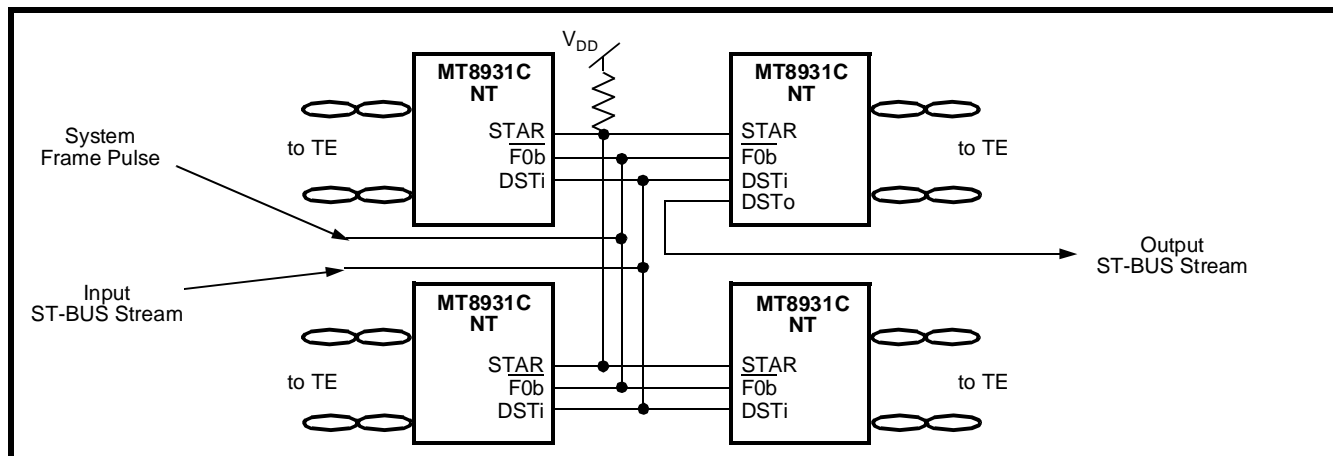 V_DD
MT8931C
NT
STAR
F0b
DSTi
to TE
MT8931C
NT
STAR
F0b
DSTi
DSTo
to TE
System
Frame Pulse
Input
ST-BUS Stream
Output
ST-BUS Stream
MT8931C
NT
STAR
F0b
DSTi
to TE
MT8931C
NT
STAR
F0b
DSTi
to TE